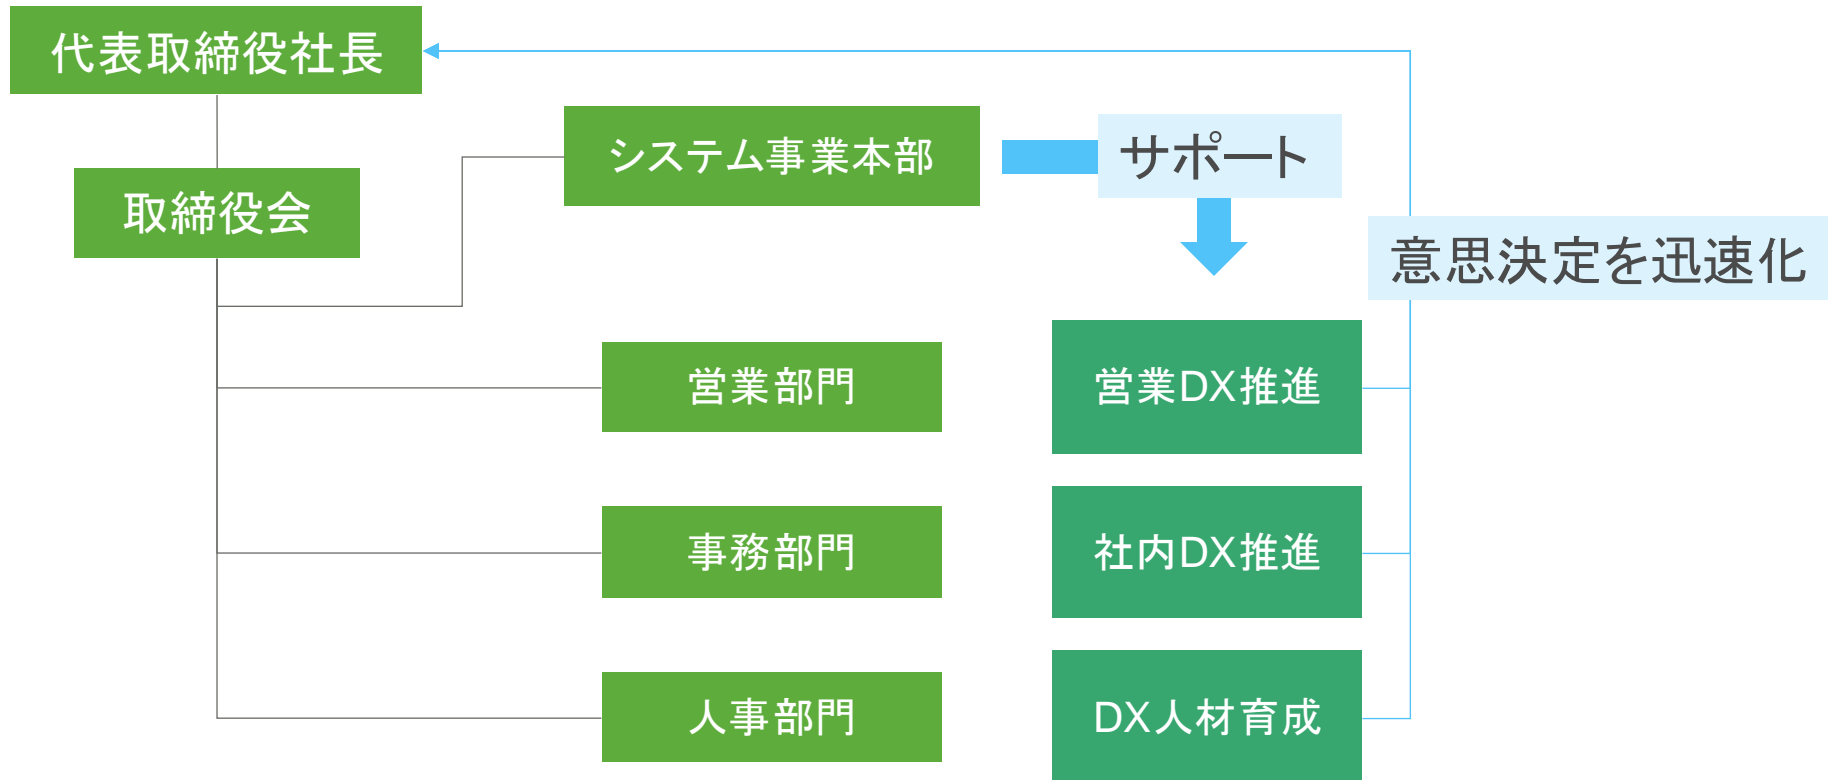 代表取締役社長
システム事業本部
サポート
取締役会
意思決定を迅速化
営業部門
営業DX推進
事務部門
社内DX推進
人事部門
DX人材育成